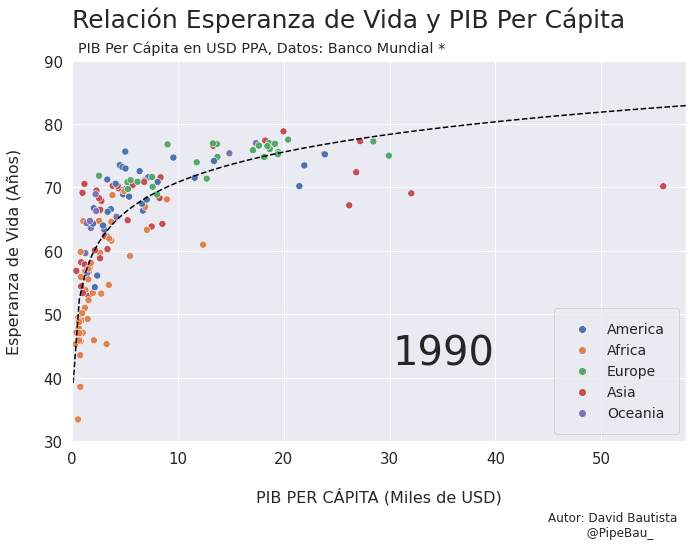 Relación Esperanza de Vida y PIB Per Cápita
PIB Per Cápita en USD PPA, Datos: Banco Mundial *
90
80
70
60
50
40
30
Esperanza de Vida (Años)
1990
America
Africa
Europe
Asia
Oceania
0 10 20 30 40 50
PIB PER CÁPITA (Miles de USD)
Autor: David Bautista
@PipeBau_